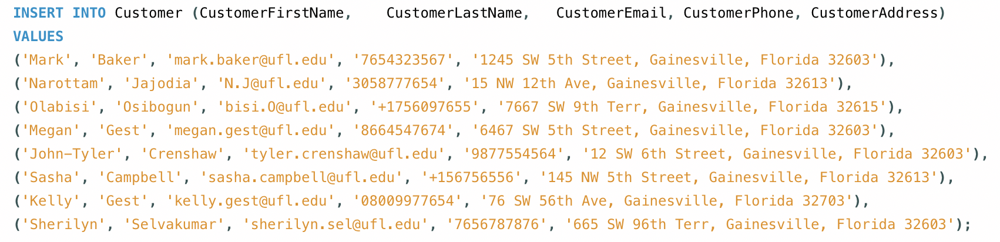 INSERT INTO Customer (CustomerFirstName, CustomerLastName, CustomerEmail, CustomerPhone, CustomerAddress)
VALUES
('Mark', 'Baker', 'mark.baker@ufl.edu', '7654323567', '1245 SW 5th Street, Gainesville, Florida 32603'),
('Narottam', 'Jajodia', 'N.J@ufl.edu', '3058777654', '15 NW 12th Ave, Gainesville, Florida 32613'),
('Olabisi', 'Osibogun', 'bisi.O@ufl.edu', '+1756097655', '7667 SW 9th Terr, Gainesville, Florida 32615'),
('Megan', 'Gest', 'megan.gest@ufl.edu', '8664547674', '6467 SW 5th Street, Gainesville, Florida 32603'),
('John-Tyler', 'Crenshaw', 'tyler.crenshaw@ufl.edu', '9877554564', '12 SW 6th Street, Gainesville, Florida 32603'),
('Sasha', 'Campbell', 'sasha.campbell@ufl.edu', '+156756556', '145 NW 5th Street, Gainesville, Florida 32613'),
('Kelly', 'Gest', 'kelly.gest@ufl.edu', '08009977654', '76 SW 56th Ave, Gainesville, Florida 32703'),
('Sherilyn', 'Selvakumar', 'sherilyn.sel@ufl.edu', '7656787876', '665 SW 96th Terr, Gainesville, Florida 32603');